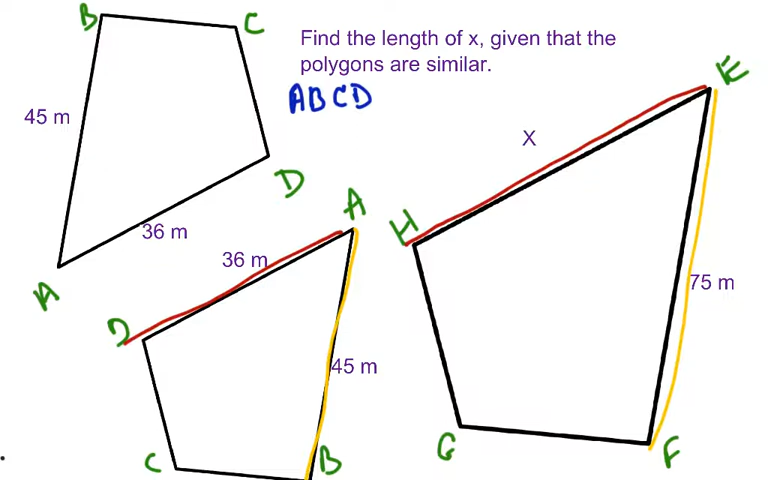 B
C
Find the length of x, given that the
polygons are similar.
ABCD
45 m
D
36 m
A
E
X
H
75 m
G
F
A
36 m
D
45 m
C
B